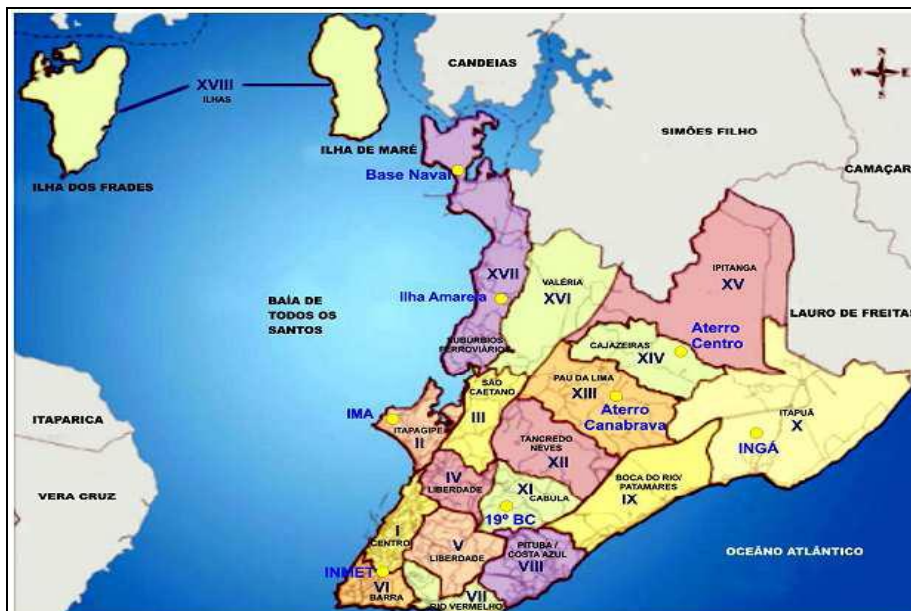 CANDEIAS
N
W E
S
XVIII
ILHAS
SIMÕES FILHO
ILHA DE MARÉ
CAMAÇARI
Base Naval
ILHA DOS FRADES
IPITANGA
XV
XVII
VALÉRIA
XVI
BAÍA DE
TODOS OS
SANTOS
Ilha Amarela
LAURO DE FREITAS
Aterro
Centro
SUBÚRBIOS
FERROVIÁRIOS
CAJAZEIRAS
XIV
SÃO
CAETANO
PAU DA LIMA
XIII
ITAPARICA
IMA
III
ITAPAGIPE
II
Aterro
Canabrava
ITAPUÃ
X
INGÁ
TANCREDO
NEVES
XII
BOCA DO RIO/
PATAMARES
IX
IV
LIBERDADE
XI
CABULA
VERA CRUZ
19º BC
I
CENTRO
V
LIBERDADE
PITUBA /
COSTA AZUL
VIII
OCEÂNO ATLÂNTICO
INMET
VI
BARRA
VII
RIO VERMELHO